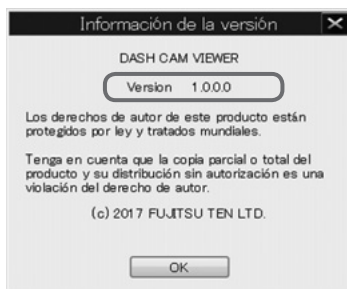 Información de la versión
DASH CAM VIEWER
Version 1.0.0.0
Los derechos de autor de este producto están
protegidos por ley y tratados mundiales.
Tenga en cuenta que la copia parcial o total del
producto y su distribución sin autorización es una
violación del derecho de autor.
(c) 2017 FUJITSU TEN LTD.
OK